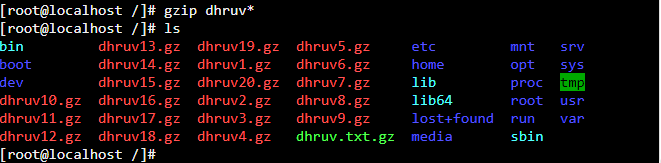 [root@localhost /]# gzip dhruv*
[root@localhost /]# ls
bin dhruv13.gz dhruv19.gz dhruv5.gz etc mnt srv
boot dhruv14.gz dhruv1.gz dhruv6.gz home opt sys
dev dhruv15.gz dhruv20.gz dhruv7.gz lib proc tmp
dhruv10.gz dhruv16.gz dhruv2.gz dhruv8.gz lib64 root usr
dhruv11.gz dhruv17.gz dhruv3.gz dhruv9.gz lost+found run var
dhruv12.gz dhruv18.gz dhruv4.gz dhruv.txt.gz media sbin
[root@localhost /]#